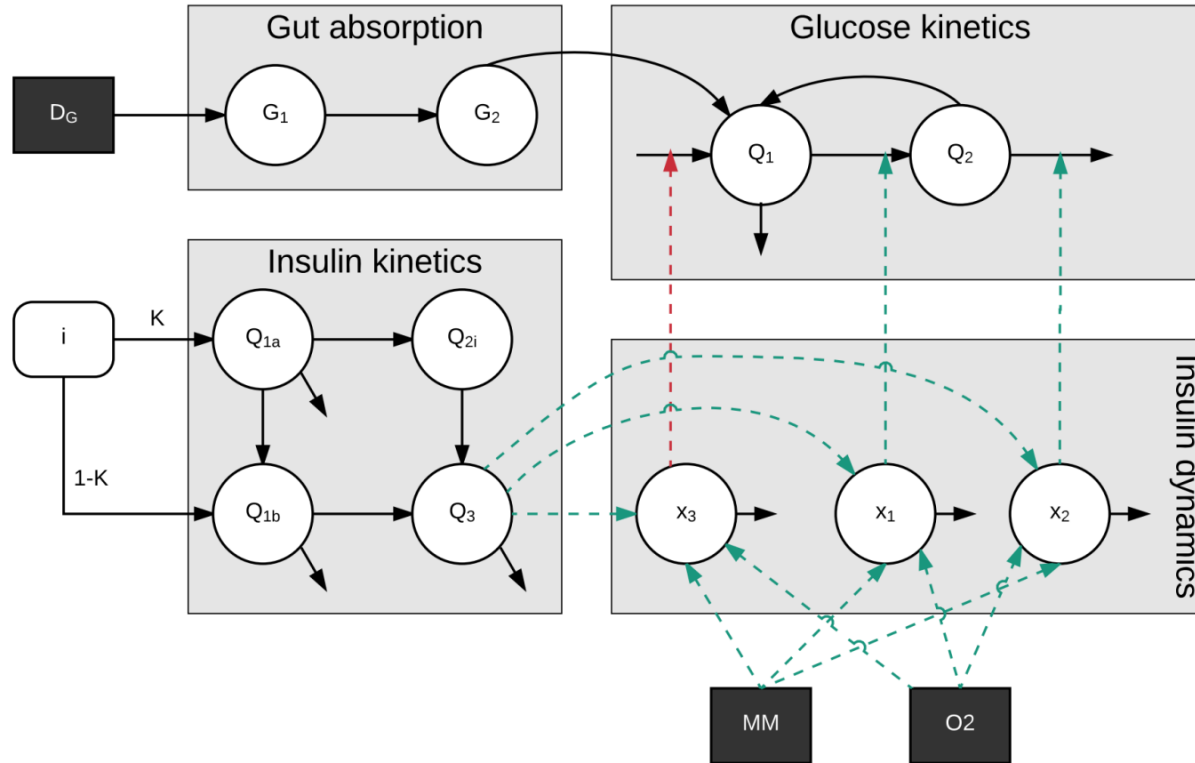 Gut absorption
Glucose kinetics
D_G
G_1
G_2
Q_1
Q_2
Insulin kinetics
i
K
Q_1a
Q_2i
1-K
Q_1b
Q_3
x_3
x_1
x_2
Insulin dynamics
MM
O2